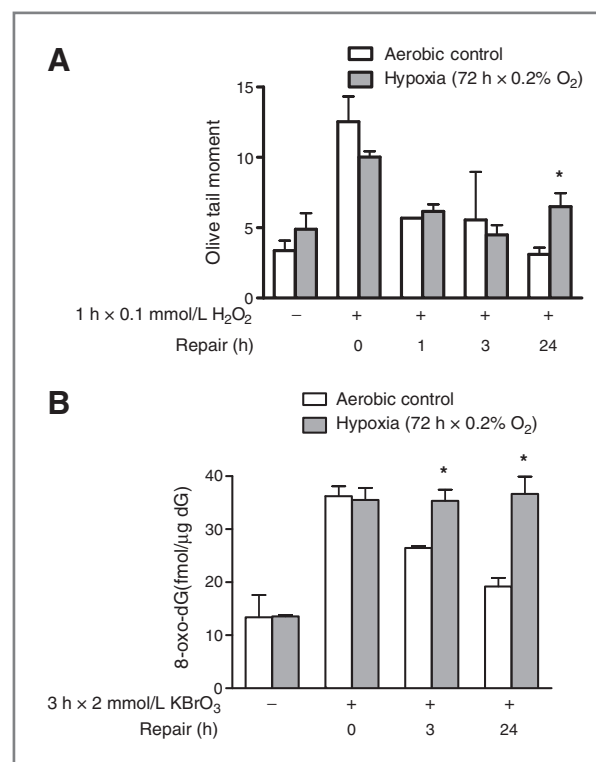 A
Aerobic control
Hypoxia (72 h × 0.2% O₂)
15
10
5
0
Olive tail moment
*
1 h × 0.1 mmol/L H₂O₂ – + + + +
Repair (h) 0 1 3 24
B
Aerobic control
Hypoxia (72 h × 0.2% O₂)
40
30
20
10
0
8-oxo-dG(fmol/μg dG)
* *
3 h × 2 mmol/L KBrO₃ – + + +
Repair (h) 0 3 24